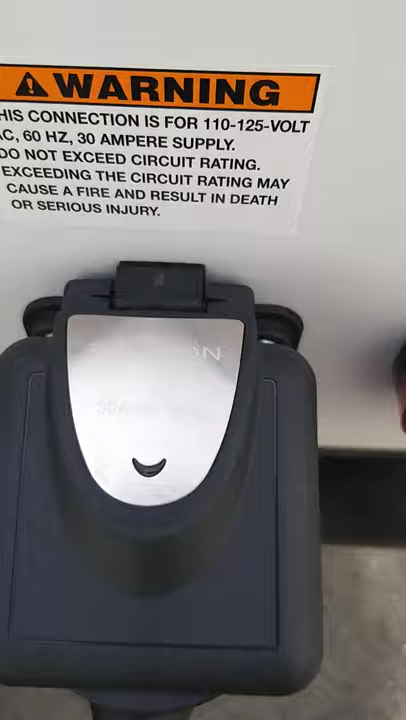 WARNING
HIS CONNECTION IS FOR 110-125-VOLT
AC, 60 HZ, 30 AMPERE SUPPLY.
DO NOT EXCEED CIRCUIT RATING.
EXCEEDING THE CIRCUIT RATING MAY
CAUSE A FIRE AND RESULT IN DEATH
OR SERIOUS INJURY.
30A